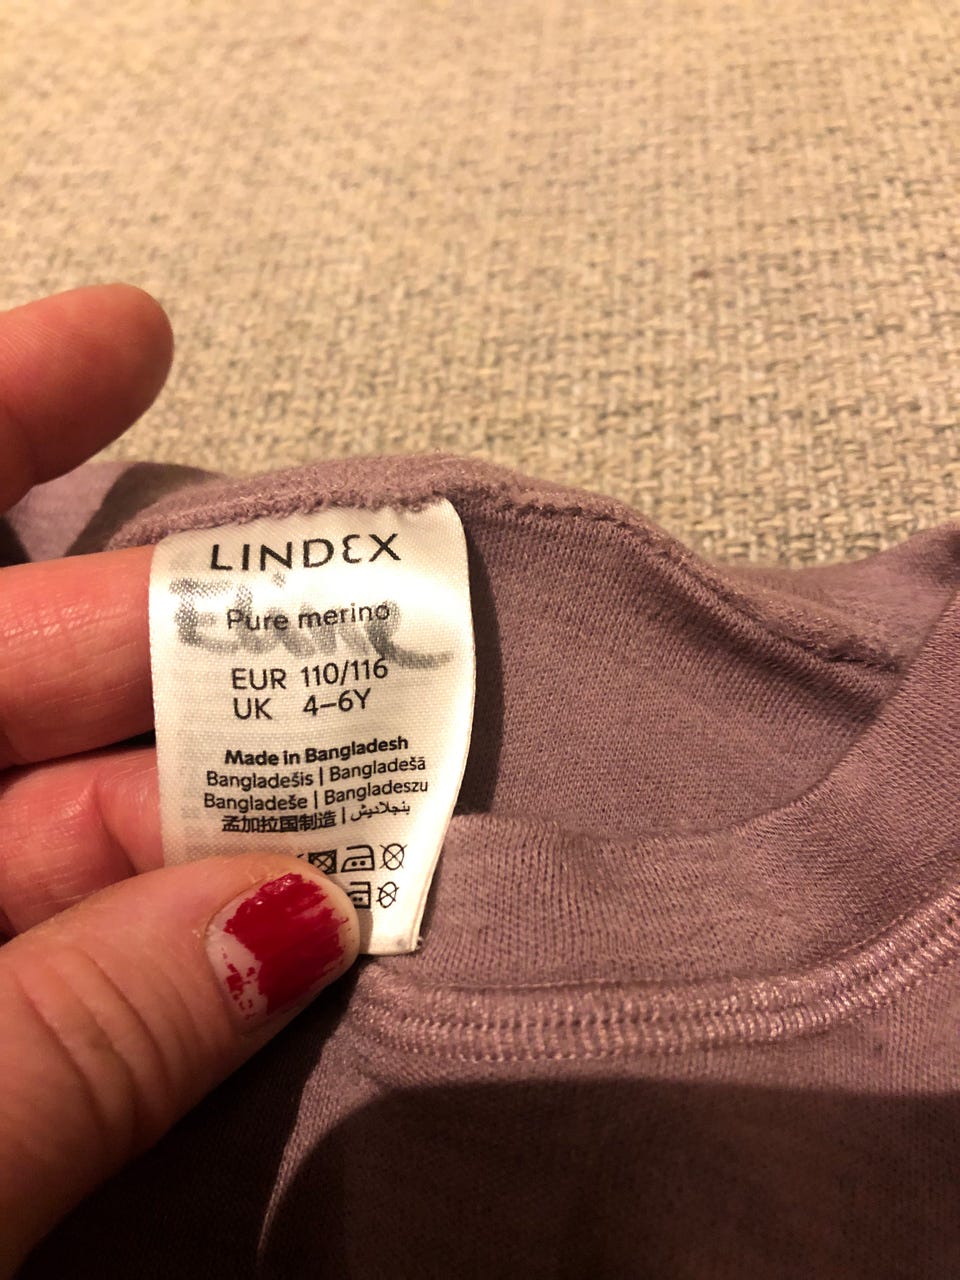 LINDEX
Pure merino
EUR 110/116
UK 4–6Y
Made in Bangladesh
Bangladešis | Bangladešā
Bangladeše | Bangladeszu
孟加拉国制造 | بنجلاديش